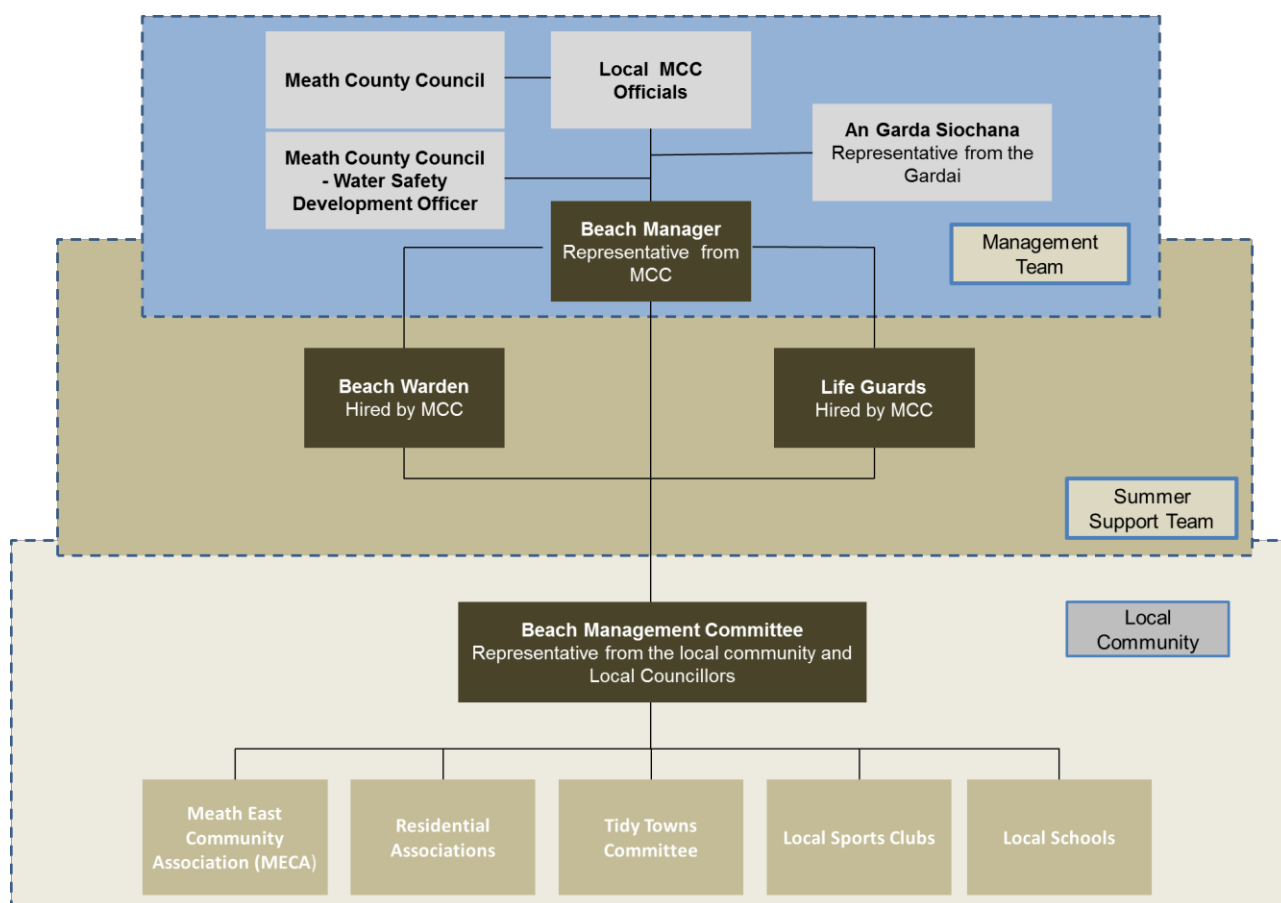 Meath County Council
Local MCC
Officials
An Garda Siochana
Representative from the
Gardai
Meath County Council
- Water Safety
Development Officer
Beach Manager
Representative from
MCC
Management
Team
Beach Warden
Hired by MCC
Life Guards
Hired by MCC
Summer
Support Team
Beach Management Committee
Representative from the local community and
Local Councillors
Local
Community
Meath East
Community
Association (MECA)
Residential
Associations
Tidy Towns
Committee
Local Sports Clubs
Local Schools